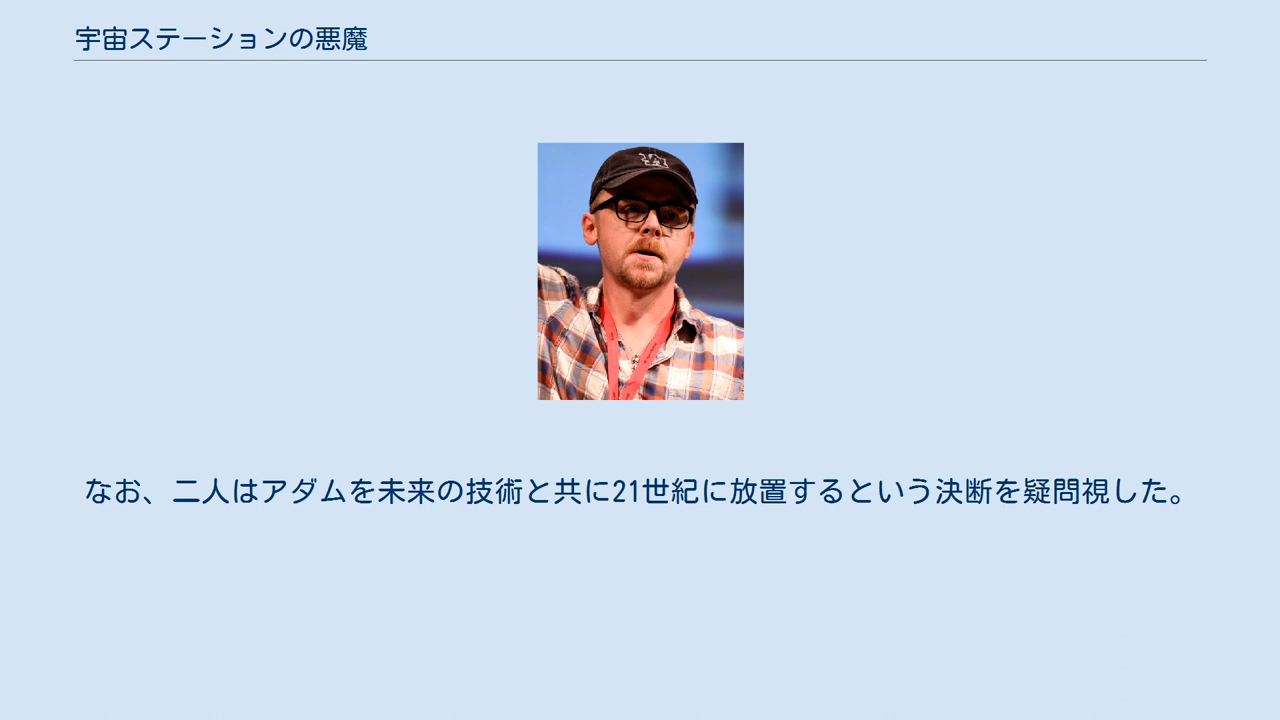 宇宙ステーションの悪魔
なお、二人はアダムを未来の技術と共に21世紀に放置するという決断を疑問視した。